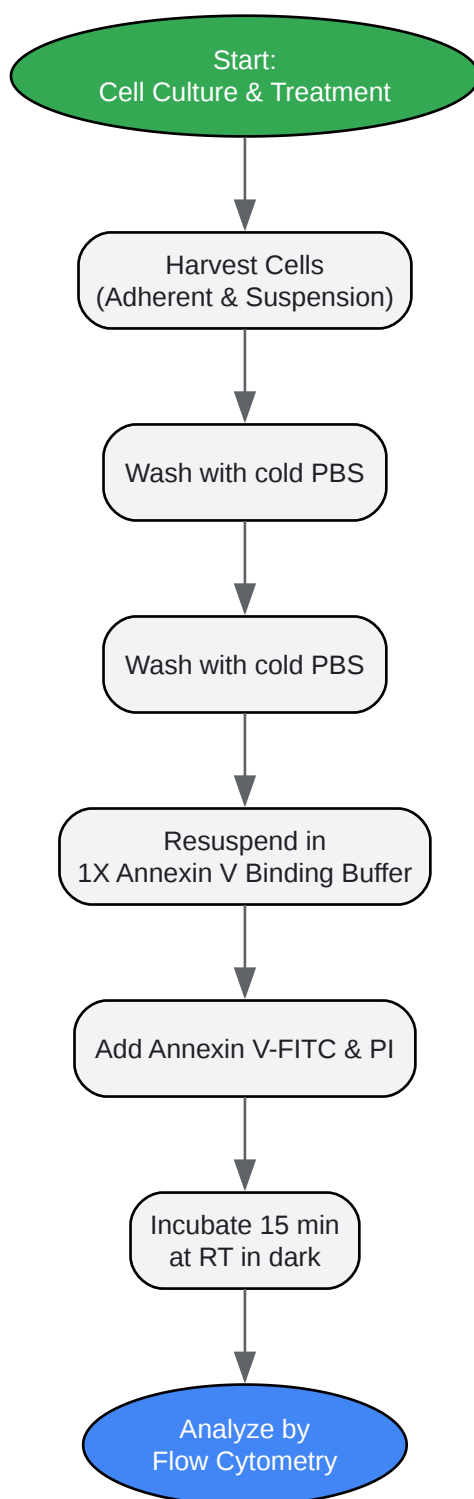 Start:
Cell Culture & Treatment
Harvest Cells
(Adherent & Suspension)
Wash with cold PBS
Wash with cold PBS
Resuspend in
1X Annexin V Binding Buffer
Add Annexin V-FITC & PI
Incubate 15 min
at RT in dark
Analyze by
Flow Cytometry